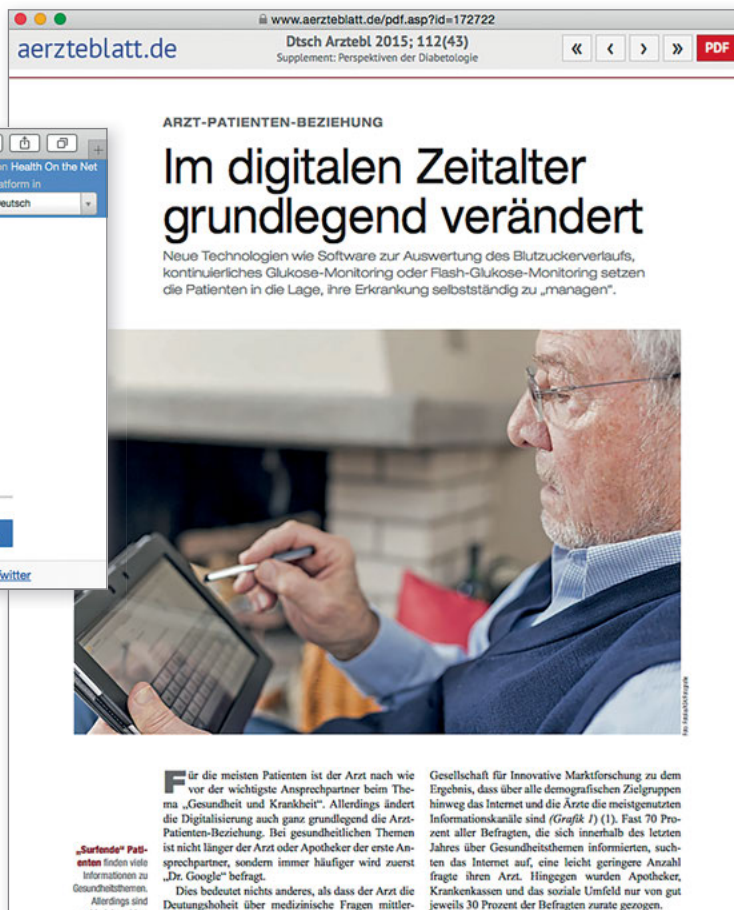 www.aerzteblatt.de/pdf.asp?id=172722
aerzteblatt.de
Dtsch Arztebl 2015; 112(43)
Supplement: Perspektiven der Diabetologie
PDF
on Health On the Net
atform in
eutsch
witter
ARZT-PATIENTEN-BEZIEHUNG
Im digitalen Zeitalter
grundlegend verändert
Neue Technologien wie Software zur Auswertung des Blutzuckerverlaufs,
kontinuierliches Glukose-Monitoring oder Flash-Glukose-Monitoring setzen
die Patienten in die Lage, ihre Erkrankung selbstständig zu „managen“.
„Surfende“ Pati-
enten finden viele
Informationen zu
Gesundheitsthemen.
Allerdings sind
Für die meisten Patienten ist der Arzt nach wie
vor der wichtigste Ansprechpartner beim The-
ma „Gesundheit und Krankheit“. Allerdings ändert
die Digitalisierung auch ganz grundlegend die Arzt-
Patienten-Beziehung. Bei gesundheitlichen Themen
ist nicht länger der Arzt oder Apotheker der erste An-
sprechpartner, sondern immer häufiger wird zuerst
„Dr. Google“ befragt.
Dies bedeutet nichts anderes, als dass der Arzt die
Deutungshoheit über medizinische Fragen mittler-
Gesellschaft für Innovative Marktforschung zu dem
Ergebnis, dass über alle demografischen Zielgruppen
hinweg das Internet und die Ärzte die meistgenutzten
Informationskanäle sind (Grafik 1) (1). Fast 70 Pro-
zent aller Befragten, die sich innerhalb des letzten
Jahres über Gesundheitsthemen informierten, such-
ten das Internet auf, eine leicht geringere Anzahl
fragte ihren Arzt. Hingegen wurden Apotheker,
Krankenkassen und das soziale Umfeld nur von gut
jeweils 30 Prozent der Befragten zurate gezogen.